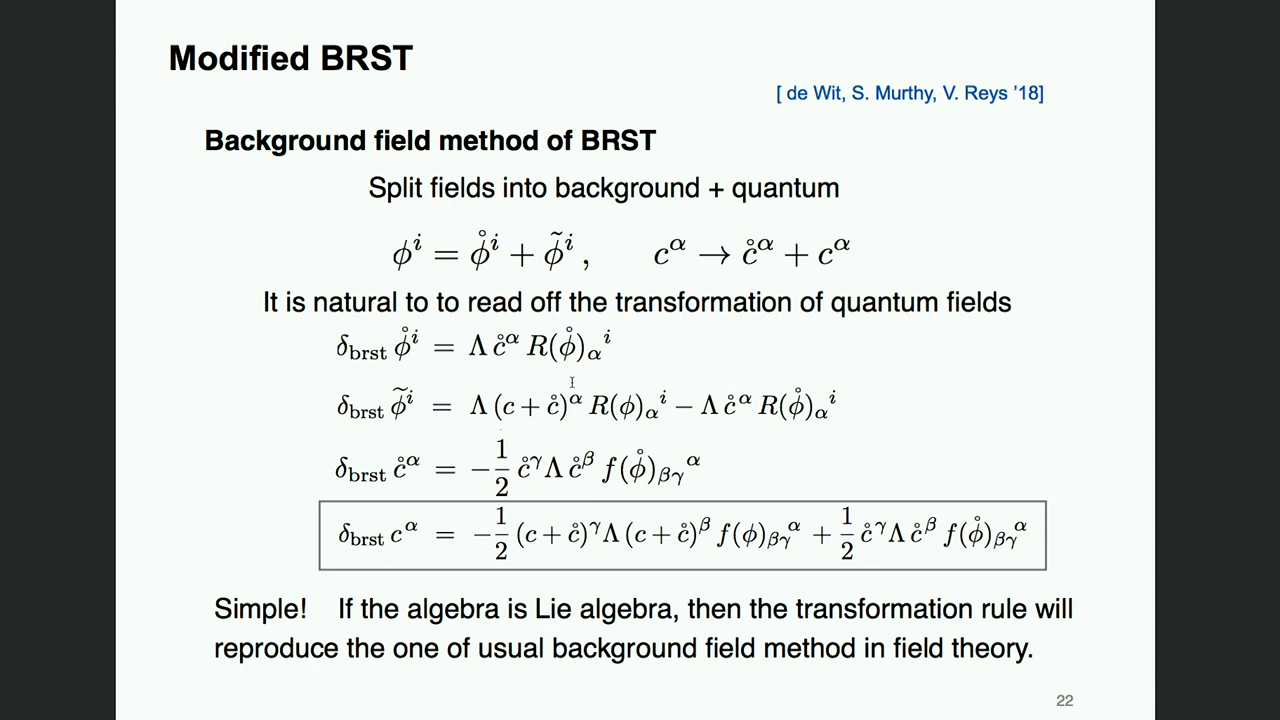 Modified BRST
[ de Wit, S. Murthy, V. Reys '18]
Background field method of BRST
Split fields into background + quantum
ϕ^i = ϕ̊^i + ϕ̃^i ,    c^α → c̊^α + c^α
It is natural to to read off the transformation of quantum fields
δ_brst ϕ̊^i = Λ c̊^α R(ϕ̊)_α^i
δ_brst ϕ̃^i = Λ (c + c̊)^α R(ϕ)_α^i − Λ c̊^α R(ϕ̊)_α^i
δ_brst c̊^α = −1/2 c̊^γ Λ c̊^β f(ϕ̊)_βγ^α
δ_brst c^α = −1/2 (c + c̊)^γ Λ (c + c̊)^β f(ϕ)_βγ^α + 1/2 c̊^γ Λ c̊^β f(ϕ̊)_βγ^α
Simple! If the algebra is Lie algebra, then the transformation rule will
reproduce the one of usual background field method in field theory.
22